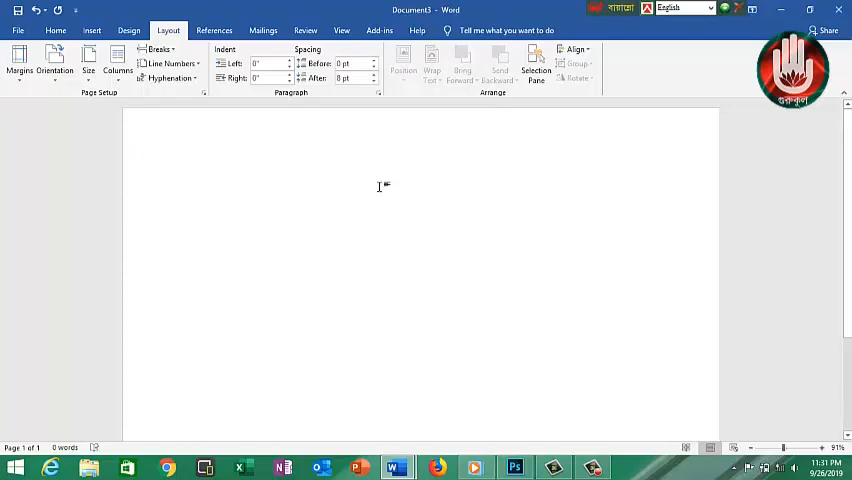 Document3 - Word
বায়ান্নো
English
File Home Insert Design Layout References Mailings Review View Add-ins Help Tell me what you want to do Share
Margins Orientation Size Columns
Breaks
Line Numbers
Hyphenation
Page Setup
Indent
Left: 0"
Right: 0"
Spacing
Before: 0 pt
After: 8 pt
Paragraph
Position
Wrap Text
Bring Forward
Send Backward
Selection Pane
Align
Group
Rotate
Arrange
গুরুকুল
Page 1 of 1 0 words
91%
11:31 PM
9/26/2019